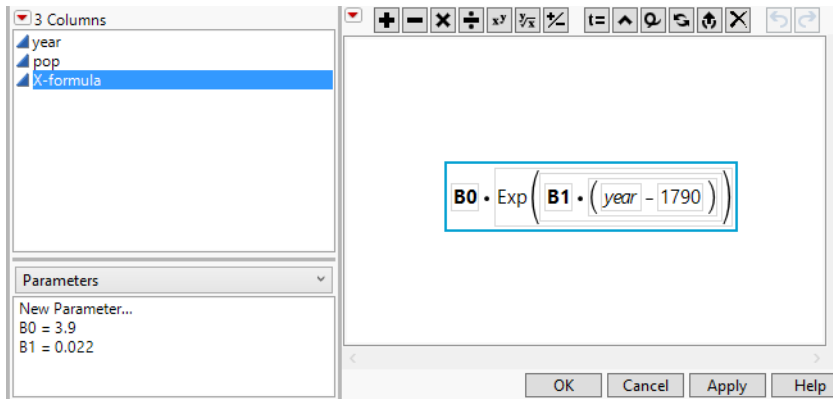 3 Columns
year
pop
X-formula
Parameters
New Parameter...
B0 = 3.9
B1 = 0.022
xʸ ʸ√x +/− t=
B0 • Exp( B1 • ( year - 1790 ) )
OK Cancel Apply Help